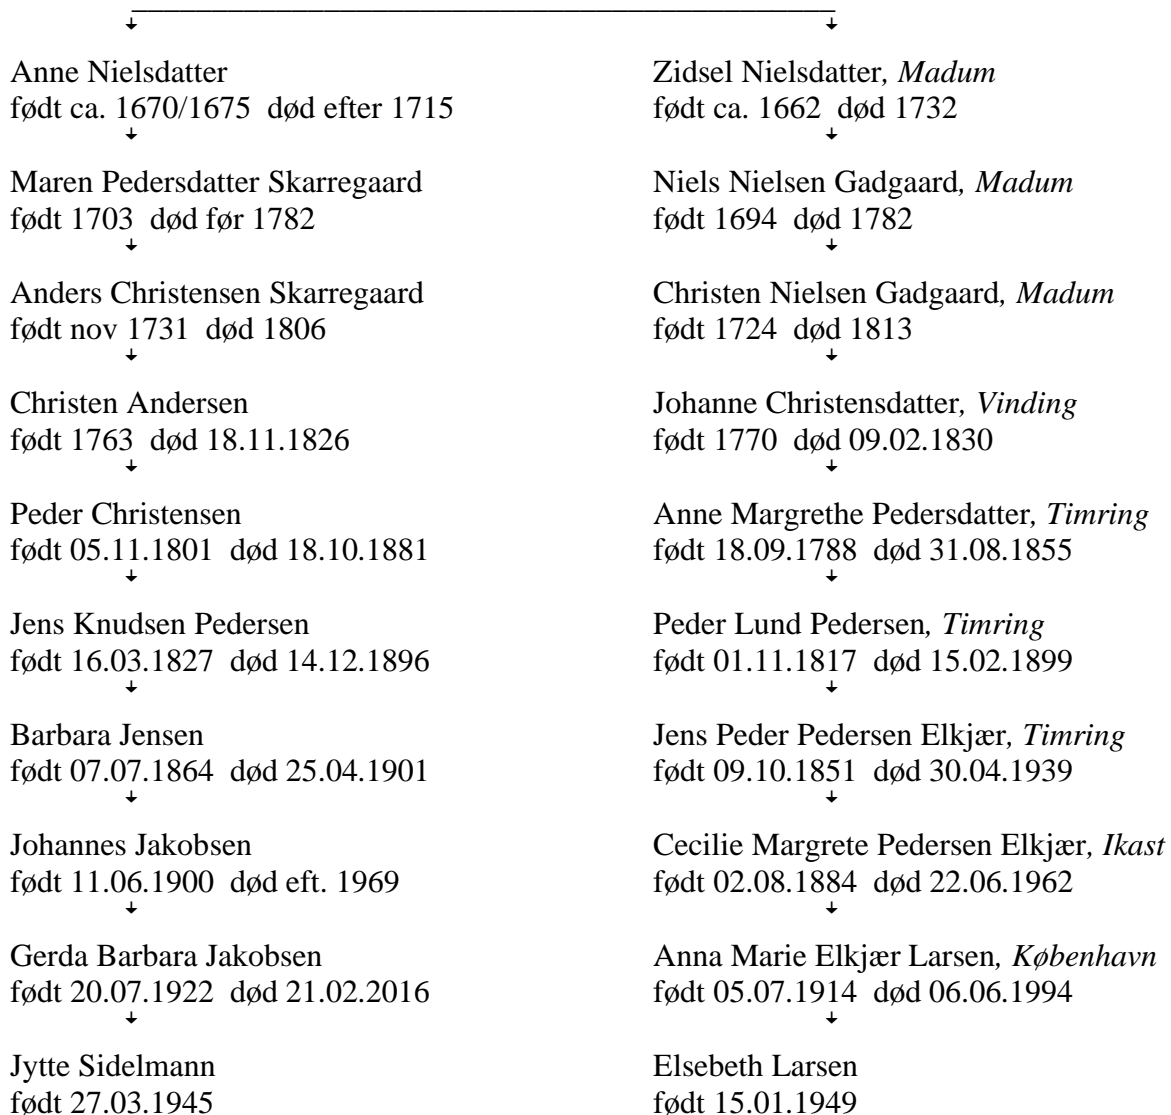 Anne Nielsdatter
født ca. 1670/1675  død efter 1715
Maren Pedersdatter Skarregaard
født 1703  død før 1782
Anders Christensen Skarregaard
født nov 1731  død 1806
Christen Andersen
født 1763  død 18.11.1826
Peder Christensen
født 05.11.1801  død 18.10.1881
Jens Knudsen Pedersen
født 16.03.1827  død 14.12.1896
Barbara Jensen
født 07.07.1864  død 25.04.1901
Johannes Jakobsen
født 11.06.1900  død eft. 1969
Gerda Barbara Jakobsen
født 20.07.1922  død 21.02.2016
Jytte Sidelmann
født 27.03.1945
Zidsel Nielsdatter, Madum
født ca. 1662  død 1732
Niels Nielsen Gadgaard, Madum
født 1694  død 1782
Christen Nielsen Gadgaard, Madum
født 1724  død 1813
Johanne Christensdatter, Vinding
født 1770  død 09.02.1830
Anne Margrethe Pedersdatter, Timring
født 18.09.1788  død 31.08.1855
Peder Lund Pedersen, Timring
født 01.11.1817  død 15.02.1899
Jens Peder Pedersen Elkjær, Timring
født 09.10.1851  død 30.04.1939
Cecilie Margrete Pedersen Elkjær, Ikast
født 02.08.1884  død 22.06.1962
Anna Marie Elkjær Larsen, København
født 05.07.1914  død 06.06.1994
Elsebeth Larsen
født 15.01.1949